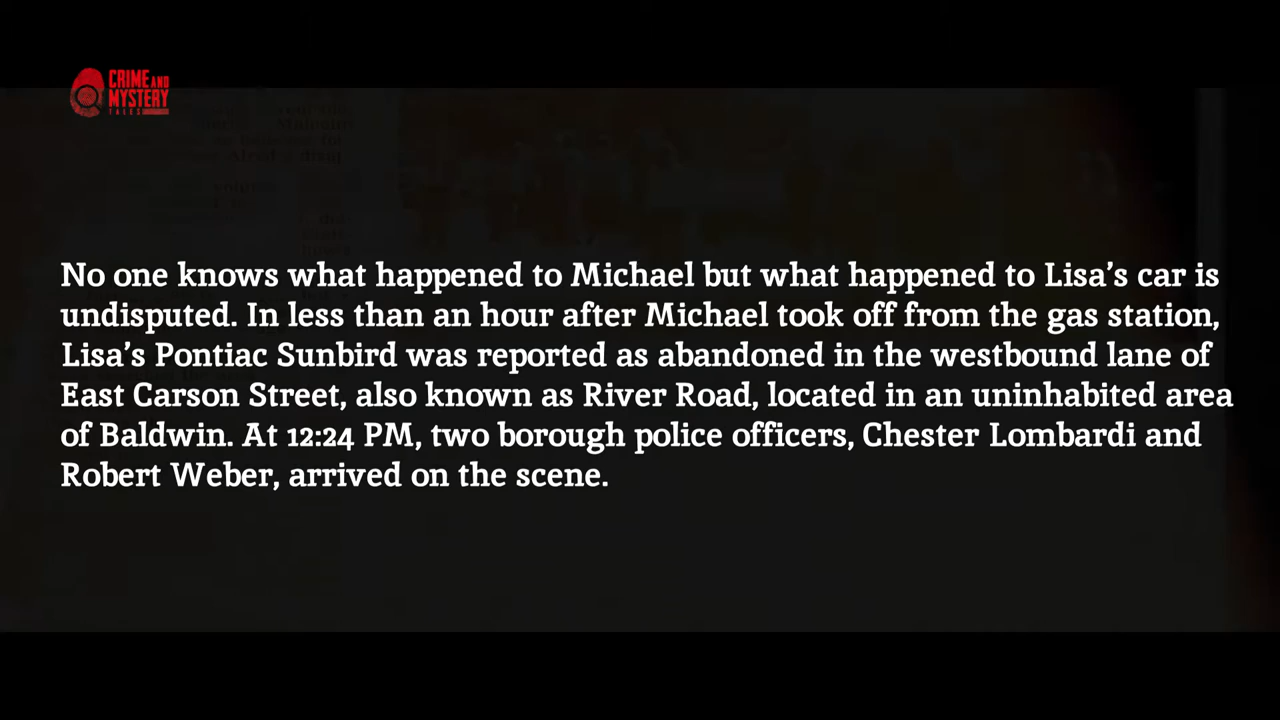 CRIME AND
MYSTERY
TALES
No one knows what happened to Michael but what happened to Lisa’s car is
undisputed. In less than an hour after Michael took off from the gas station,
Lisa’s Pontiac Sunbird was reported as abandoned in the westbound lane of
East Carson Street, also known as River Road, located in an uninhabited area
of Baldwin. At 12:24 PM, two borough police officers, Chester Lombardi and
Robert Weber, arrived on the scene.